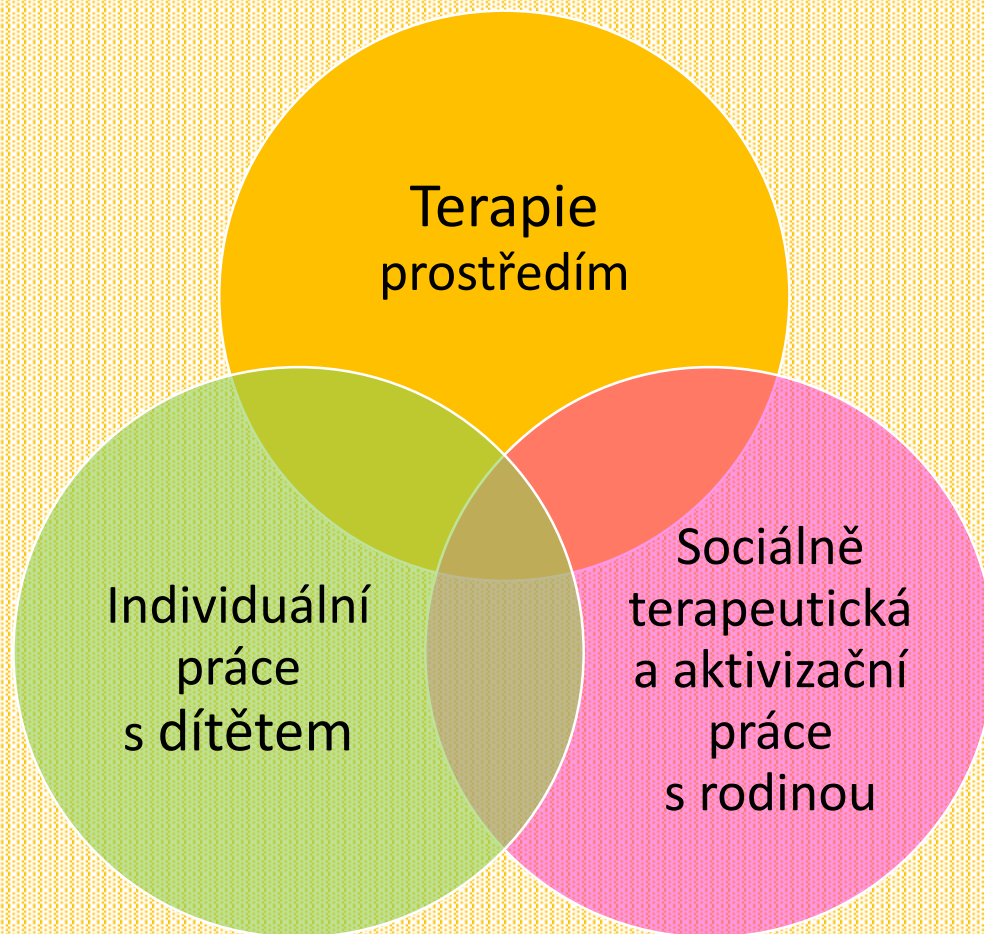 Terapie
prostředím
Individuální
práce
s dítětem
Sociálně
terapeutická
a aktivizační
práce
s rodinou